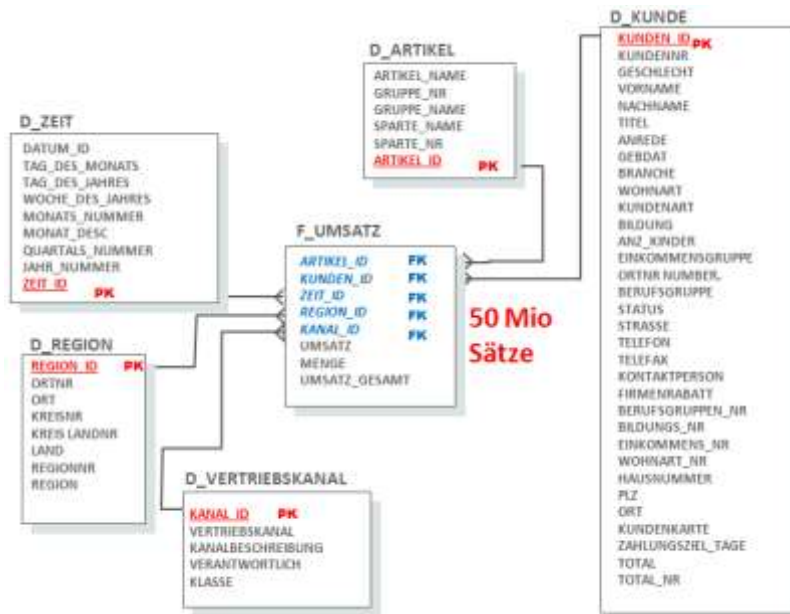 D_KUNDE
KUNDEN_ID PK
KUNDENNR
GESCHLECHT
VORNAME
NACHNAME
TITEL
ANREDE
GEBDAT
BRANCHE
WOHNART
KUNDENART
BILDUNG
ANZ_KINDER
EINKOMMENSGRUPPE
ORTNR NUMBER,
BERUFSGRUPPE
STATUS
STRASSE
TELEFON
TELEFAX
KONTAKTPERSON
FIRMENRABATT
BERUFSGRUPPEN_NR
BILDUNGS_NR
EINKOMMENS_NR
WOHNART_NR
HAUSNUMMER
PLZ
ORT
KUNDENKARTE
ZAHLUNGSZIEL_TAGE
TOTAL
TOTAL_NR
D_ARTIKEL
ARTIKEL_NAME
GRUPPE_NR
GRUPPE_NAME
SPARTE_NAME
SPARTE_NR
ARTIKEL_ID PK
D_ZEIT
DATUM_ID
TAG_DES_MONATS
TAG_DES_JAHRES
WOCHE_DES_JAHRES
MONATS_NUMMER
MONAT_DESC
QUARTALS_NUMMER
JAHR_NUMMER
ZEIT_ID PK
F_UMSATZ
ARTIKEL_ID FK
KUNDEN_ID FK
ZEIT_ID FK
REGION_ID FK
KANAL_ID FK
UMSATZ
MENGE
UMSATZ_GESAMT
50 Mio
Sätze
D_REGION
REGION_ID PK
ORTNR
ORT
KREISNR
KREIS LANDNR
LAND
REGIONNR
REGION
D_VERTRIEBSKANAL
KANAL_ID PK
VERTRIEBSKANAL
KANALBESCHREIBUNG
VERANTWORTLICH
KLASSE